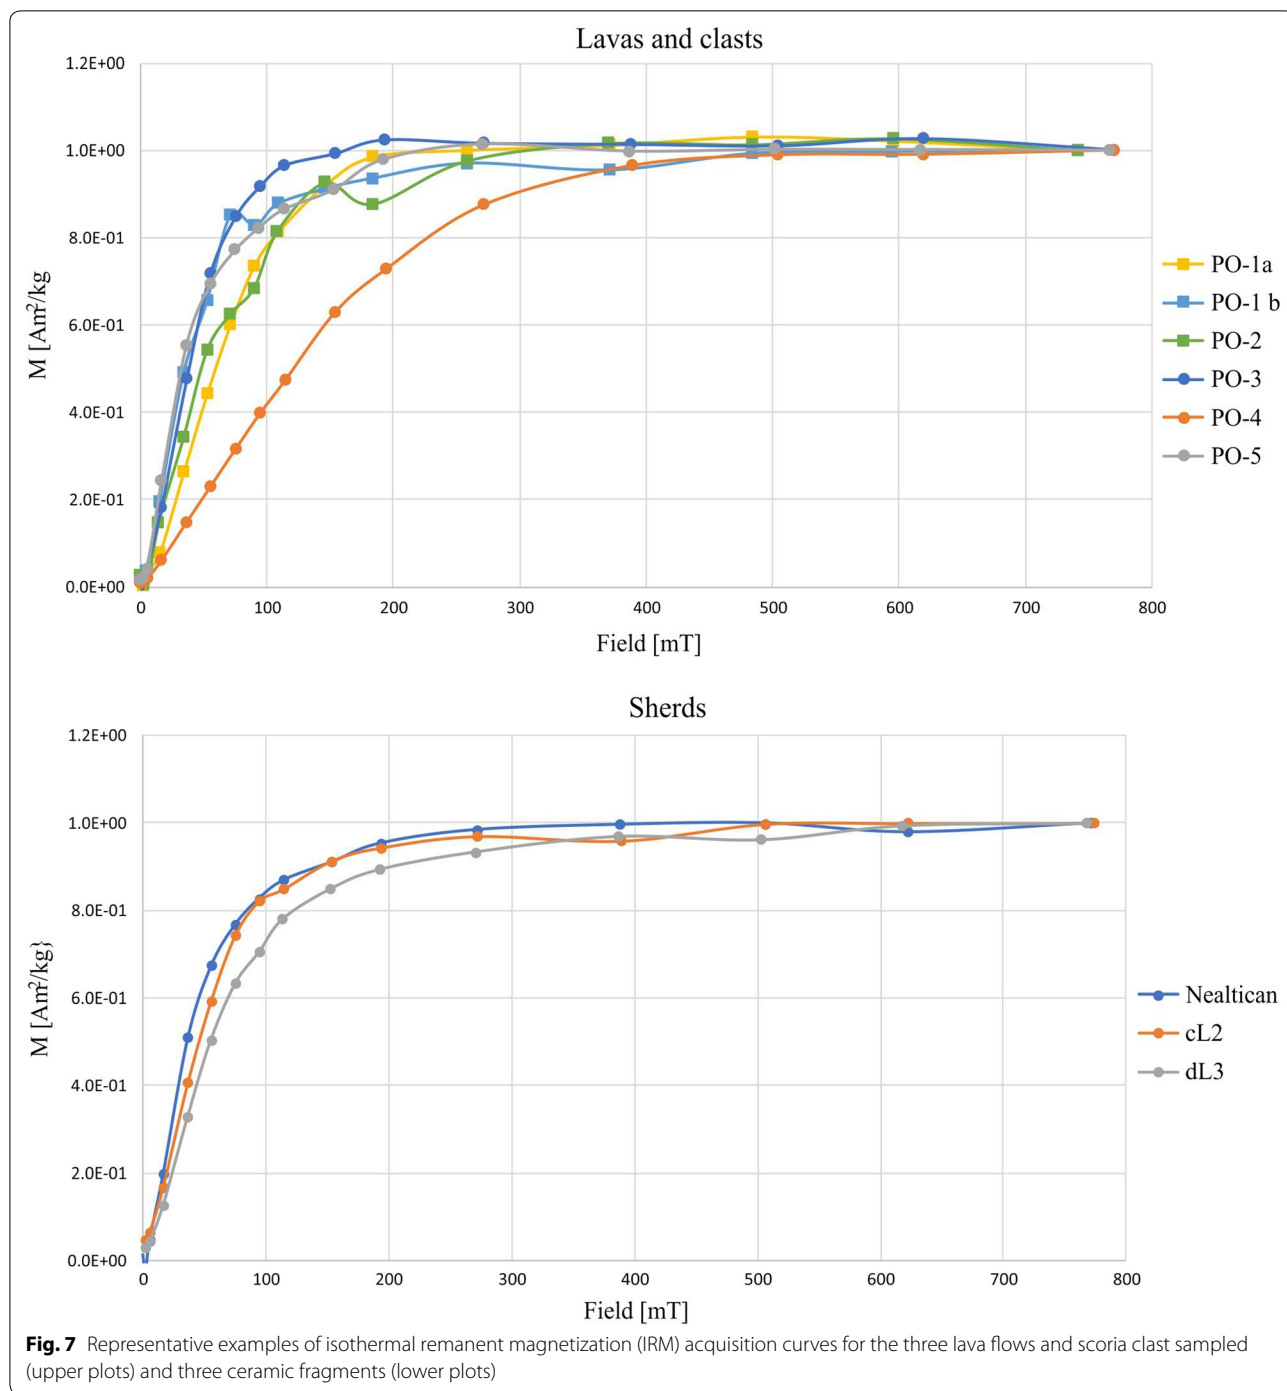 Lavas and clasts
1.2E+00
1.0E+00
8.0E-01
6.0E-01
4.0E-01
2.0E-01
0.0E+00
M [Am²/kg
0 100 200 300 400 500 600 700 800
Field [mT]
PO-1a
PO-1 b
PO-2
PO-3
PO-4
PO-5
Sherds
1.2E+00
1.0E+00
8.0E-01
6.0E-01
4.0E-01
2.0E-01
0.0E+00
M [Am²/kg}
0 100 200 300 400 500 600 700 800
Field [mT]
Nealtican
cL2
dL3
Fig. 7 Representative examples of isothermal remanent magnetization (IRM) acquisition curves for the three lava flows and scoria clast sampled
(upper plots) and three ceramic fragments (lower plots)